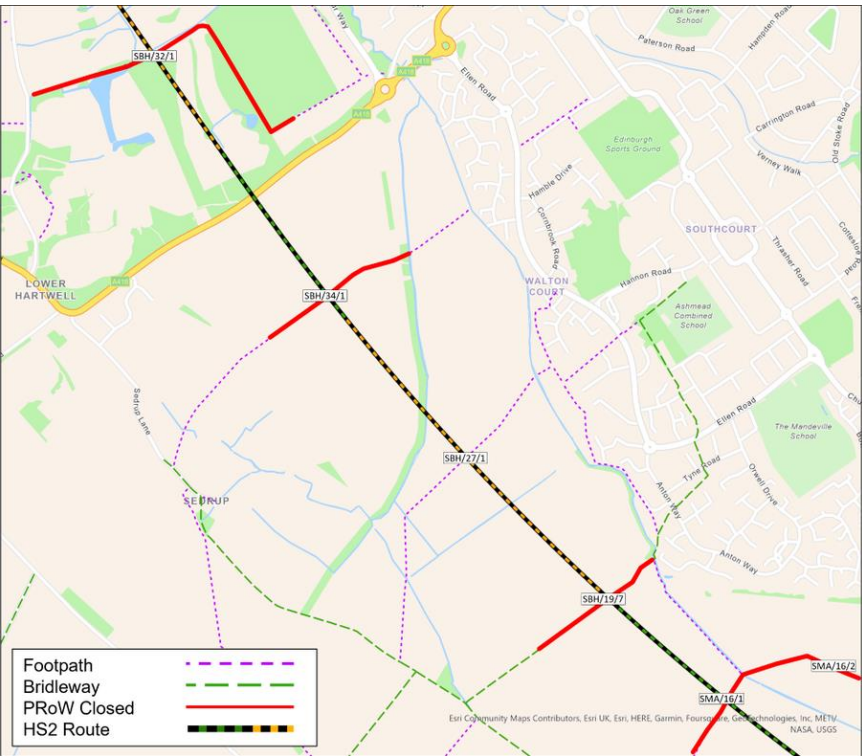 Oak Green
School
Hampden Road
Paterson Road
SBH/32/1
A418
A418
Ellen Road
A418
Carrington Road
Old Stoke Road
Edinburgh
Sports Ground
Verney Walk
Hamble Drive
Cornbrook Road
SOUTHCOURT
Thrasher Road
LOWER
HARTWELL
A418
SBH/34/1
WALTON
COURT
Hannon Road
Ashmead
Combined
School
Sedrup Lane
Ellen Road
The Mandeville
School
SBH/27/1
Tyne Road
Orwell Drive
SEDRUP
Anton Way
Anton Way
SBH/19/7
Footpath
Bridleway
PRoW Closed
HS2 Route
SMA/16/2
SMA/16/1
Esri Community Maps Contributors, Esri UK, Esri, HERE, Garmin, Foursquare, GeoTechnologies, Inc, METI/
NASA, USGS